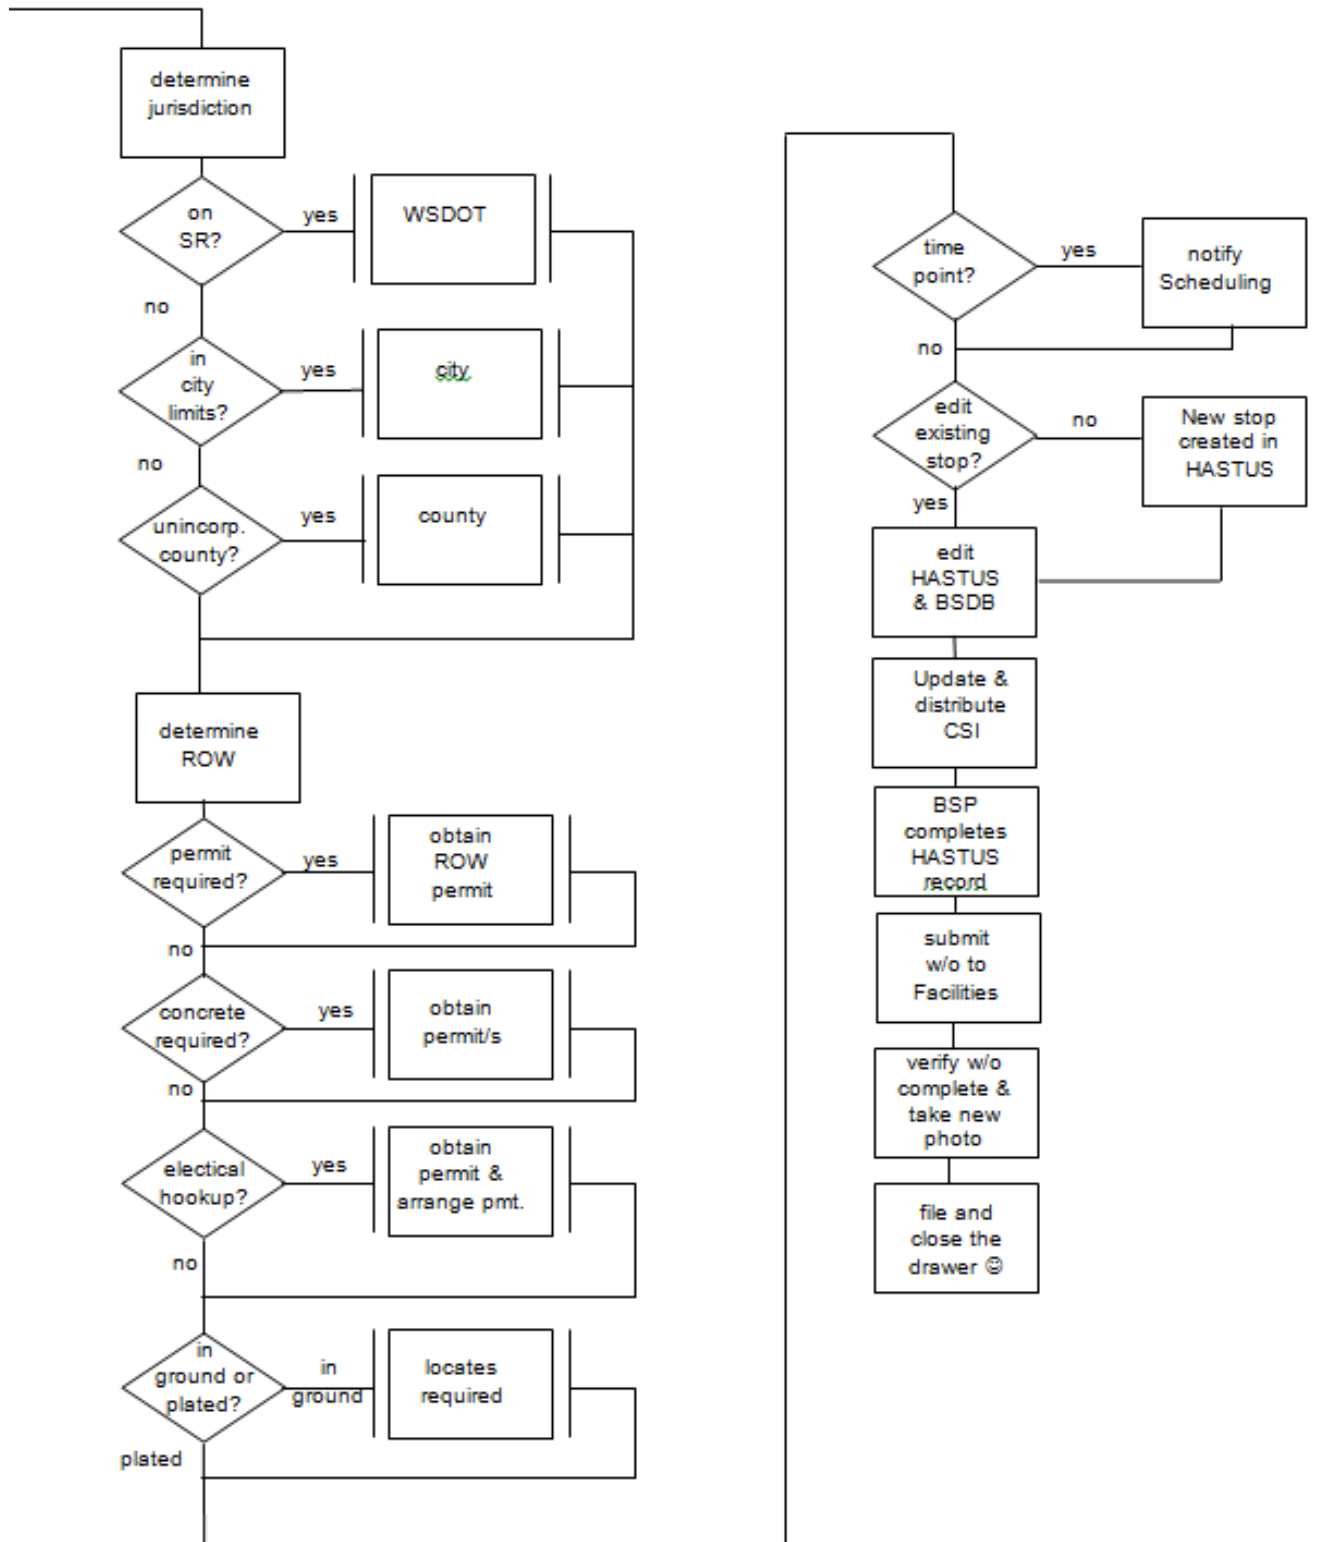 determine
jurisdiction
on
SR?
yes
WSDOT
no
in
city
limits?
yes
city
no
unincorp.
county?
yes
county
determine
ROW
permit
required?
yes
obtain
ROW
permit
no
concrete
required?
yes
obtain
permit/s
no
electical
hookup?
yes
obtain
permit &
arrange pmt.
no
in
ground or
plated?
in
ground
locates
required
plated
time
point?
yes
notify
Scheduling
no
edit
existing
stop?
no
New stop
created in
HASTUS
yes
edit
HASTUS
& BSDB
Update &
distribute
CSI
BSP
completes
HASTUS
record
submit
w/o to
Facilities
verify w/o
complete &
take new
photo
file and
close the
drawer ☺